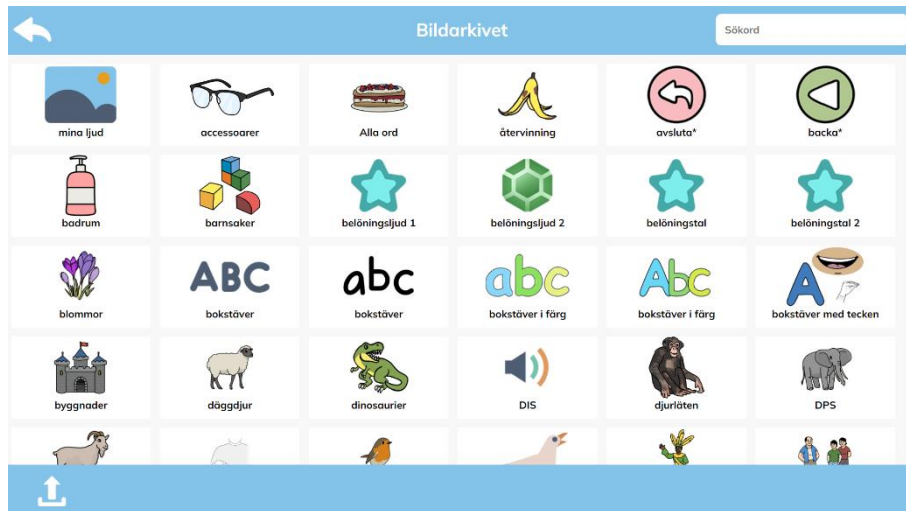 Bildarkivet
Sökord
mina ljud
accessoarer
Alla ord
återvinning
avsluta*
backa*
badrum
barnsaker
belöningsljud 1
belöningsljud 2
belöningstal
belöningstal 2
blommor
ABC
bokstäver
abc
bokstäver
abc
bokstäver i färg
Abc
bokstäver i färg
A
bokstäver med tecken
byggnader
däggdjur
dinosaurier
DIS
djurläten
DPS